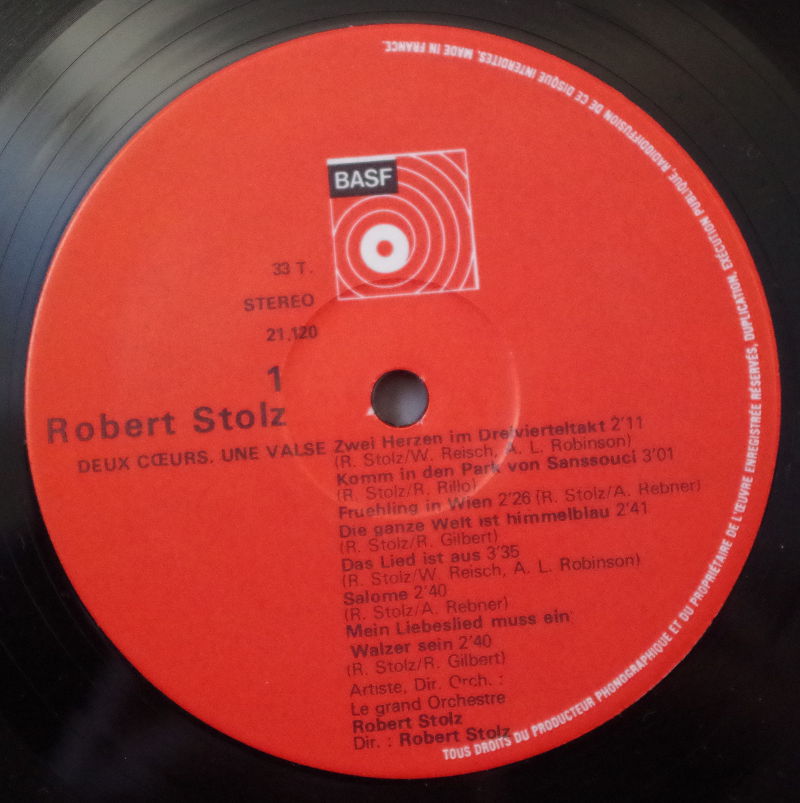 BASF
33 T.
STEREO
21.120
1
Robert Stolz
DEUX CŒURS. UNE VALSE
Zwei Herzen im Dreivierteltakt 2'11
(R. Stolz/W. Reisch, A. L. Robinson)
Komm in den Park von Sanssouci 3'01
(R. Stolz/R. Rillo)
Fruehling in Wien 2'26 (R. Stolz/A. Rebner)
Die ganze Welt ist himmelblau 2'41
(R. Stolz/R. Gilbert)
Das Lied ist aus 3'35
(R. Stolz/W. Reisch, A. L. Robinson)
Salome 2'40
(R. Stolz/A. Rebner)
Mein Liebeslied muss ein
Walzer sein 2'40
(R. Stolz/R. Gilbert)
Artiste, Dir. Orch. :
Le grand Orchestre
Robert Stolz
Dir. : Robert Stolz
TOUS DROITS DU PRODUCTEUR PHONOGRAPHIQUE ET DU PROPRIÉTAIRE DE L'ŒUVRE ENREGISTRÉE RÉSERVÉS, DUPLICATION, EXÉCUTION PUBLIQUE, RADIODIFFUSION DE CE DISQUE INTERDITES. MADE IN FRANCE.